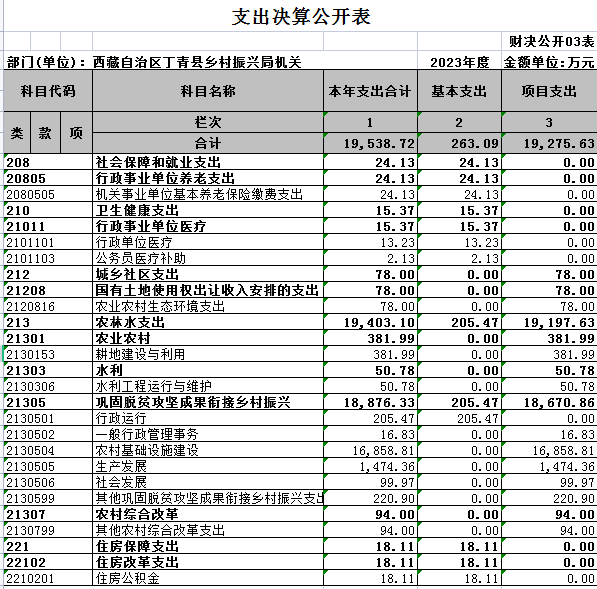 支出决算公开表
财决公开03表
部门(单位)：西藏自治区丁青县乡村振兴局机关 2023年度 金额单位:万元
科目代码 科目名称 本年支出合计 基本支出 项目支出
类 款 项 栏次 1 2 3
合计 19,538.72 263.09 19,275.63
208 社会保障和就业支出 24.13 24.13 0.00
20805 行政事业单位养老支出 24.13 24.13 0.00
2080505 机关事业单位基本养老保险缴费支出 24.13 24.13 0.00
210 卫生健康支出 15.37 15.37 0.00
21011 行政事业单位医疗 15.37 15.37 0.00
2101101 行政单位医疗 13.23 13.23 0.00
2101103 公务员医疗补助 2.13 2.13 0.00
212 城乡社区支出 78.00 0.00 78.00
21208 国有土地使用权出让收入安排的支出 78.00 0.00 78.00
2120816 农业农村生态环境支出 78.00 0.00 78.00
213 农林水支出 19,403.10 205.47 19,197.63
21301 农业农村 381.99 0.00 381.99
2130153 耕地建设与利用 381.99 0.00 381.99
21303 水利 50.78 0.00 50.78
2130306 水利工程运行与维护 50.78 0.00 50.78
21305 巩固脱贫攻坚成果衔接乡村振兴 18,876.33 205.47 18,670.86
2130501 行政运行 205.47 205.47 0.00
2130502 一般行政管理事务 16.83 0.00 16.83
2130504 农村基础设施建设 16,858.81 0.00 16,858.81
2130505 生产发展 1,474.36 0.00 1,474.36
2130506 社会发展 99.97 0.00 99.97
2130599 其他巩固脱贫攻坚成果衔接乡村振兴支出 220.90 0.00 220.90
21307 农村综合改革 94.00 0.00 94.00
2130799 其他农村综合改革支出 94.00 0.00 94.00
221 住房保障支出 18.11 18.11 0.00
22102 住房改革支出 18.11 18.11 0.00
2210201 住房公积金 18.11 18.11 0.00